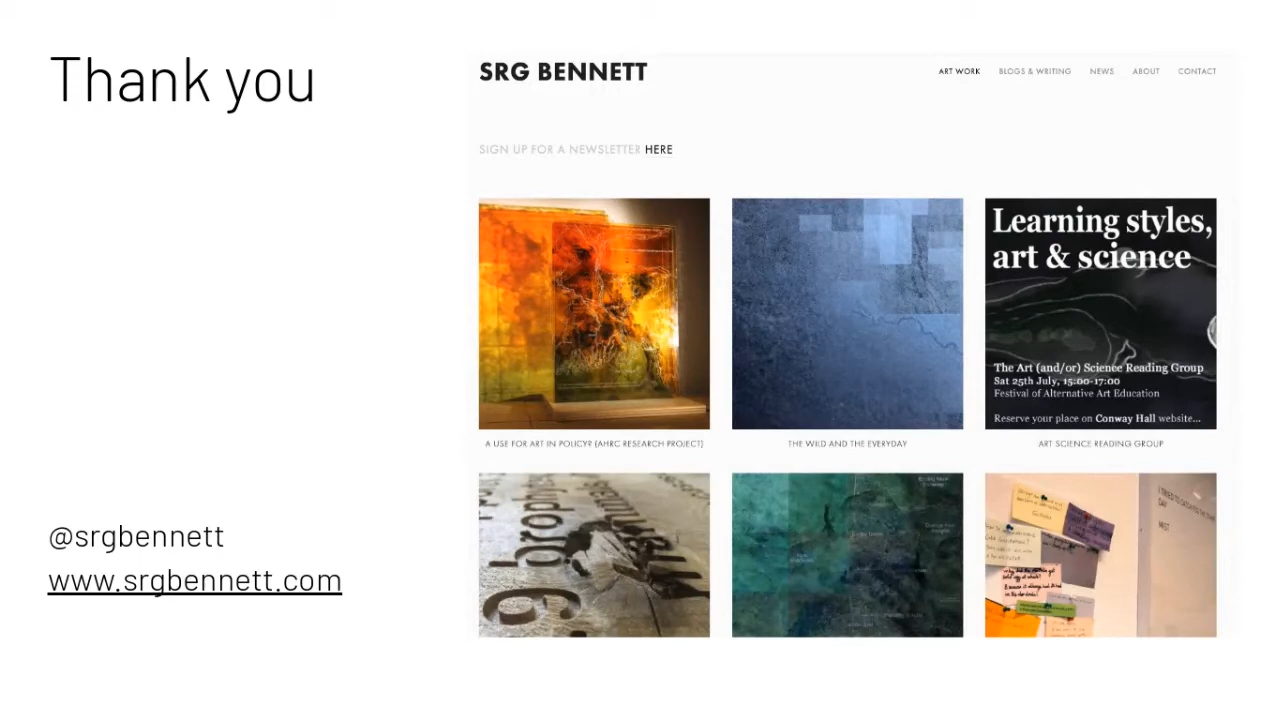 Thank you
@srgbennett
www.srgbennett.com
SRG BENNETT
ART WORK BLOGS & WRITING NEWS ABOUT CONTACT
SIGN UP FOR A NEWSLETTER HERE
Learning styles,
art & science
The Art (and/or) Science Reading Group
Sat 25th July, 15:00-17:00
Festival of Alternative Art Education
Reserve your place on Conway Hall website...
A USE FOR ART IN POLICY? (AHRC RESEARCH PROJECT)
THE WILD AND THE EVERYDAY
ART SCIENCE READING GROUP